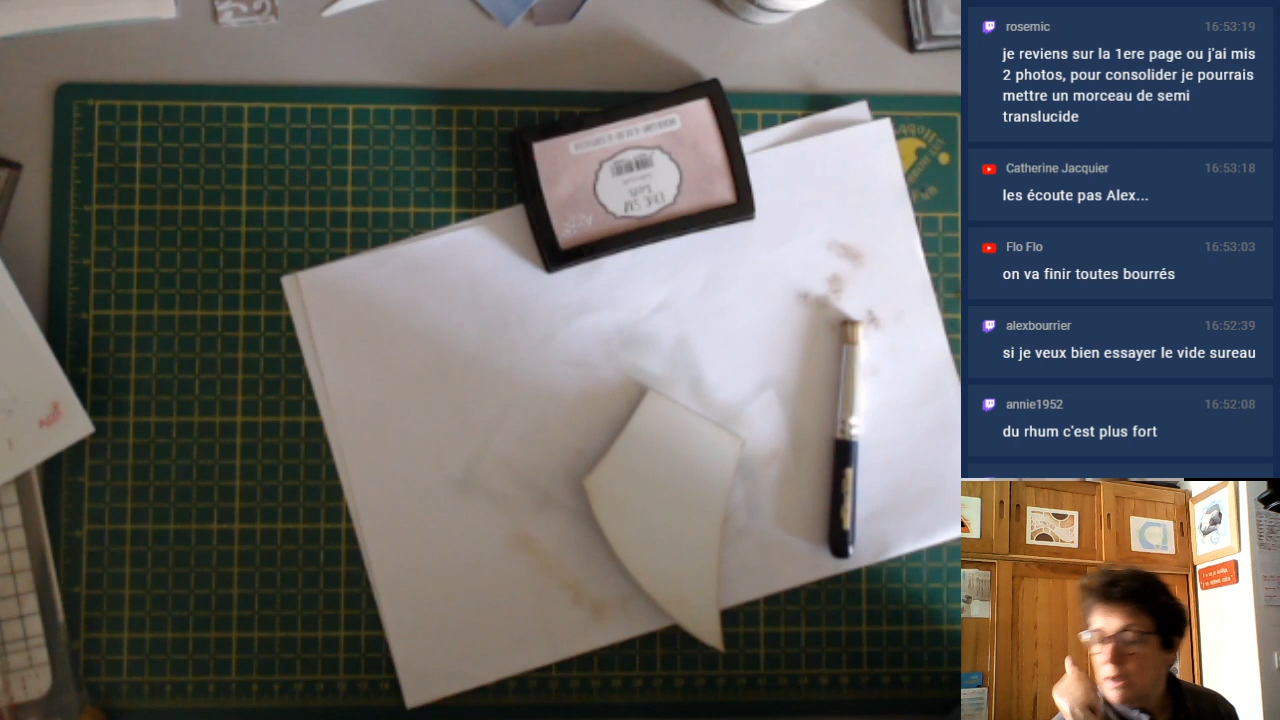 rosemic 16:53:19
je reviens sur la 1ere page ou j'ai mis
2 photos, pour consolider je pourrais
mettre un morceau de semi
translucide
Catherine Jacquier 16:53:18
les écoute pas Alex...
Flo Flo 16:53:03
on va finir toutes bourrés
alexbourrier 16:52:39
si je veux bien essayer le vide sureau
annie1952 16:52:08
du rhum c'est plus fort